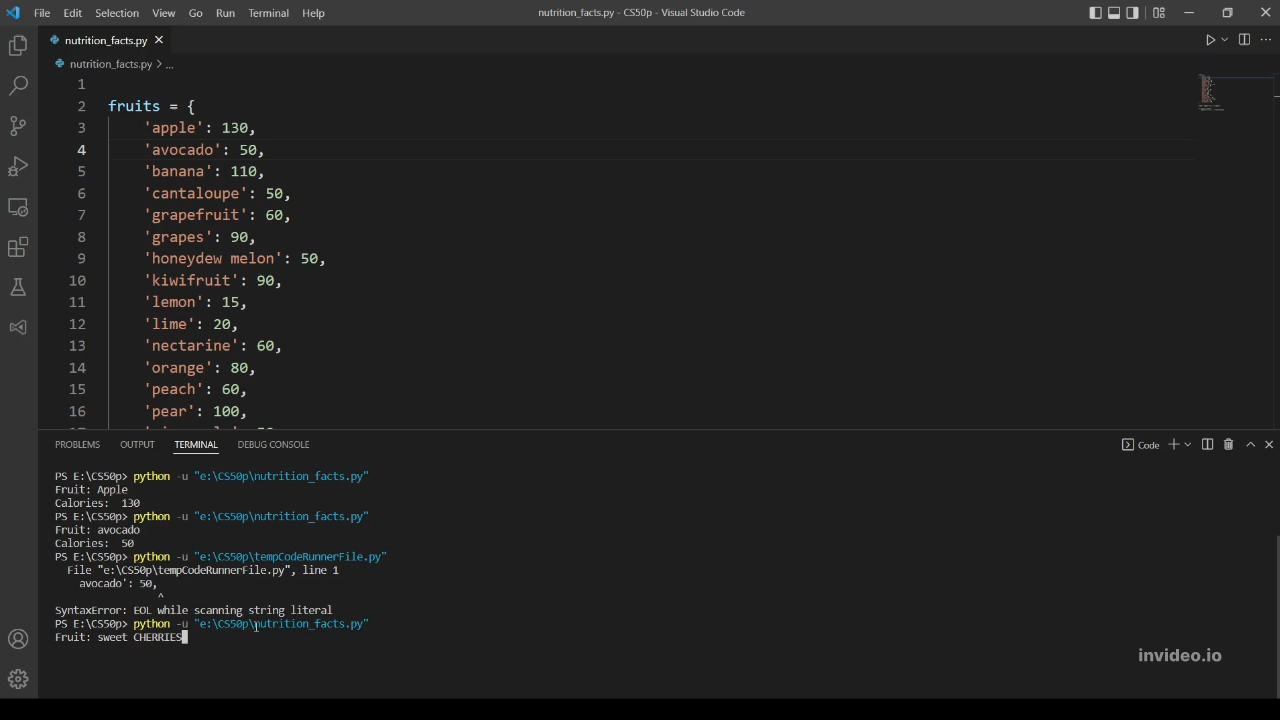 File Edit Selection View Go Run Terminal Help nutrition_facts.py - CS50p - Visual Studio Code
nutrition_facts.py
nutrition_facts.py > ...
1
2 fruits = {
3 'apple': 130,
4 'avocado': 50,
5 'banana': 110,
6 'cantaloupe': 50,
7 'grapefruit': 60,
8 'grapes': 90,
9 'honeydew melon': 50,
10 'kiwifruit': 90,
11 'lemon': 15,
12 'lime': 20,
13 'nectarine': 60,
14 'orange': 80,
15 'peach': 60,
16 'pear': 100,
PROBLEMS OUTPUT TERMINAL DEBUG CONSOLE Code
PS E:\CS50p> python -u "e:\CS50p\nutrition_facts.py"
Fruit: Apple
Calories:  130
PS E:\CS50p> python -u "e:\CS50p\nutrition_facts.py"
Fruit: avocado
Calories:  50
PS E:\CS50p> python -u "e:\CS50p\tempCodeRunnerFile.py"
File "e:\CS50p\tempCodeRunnerFile.py", line 1
avocado': 50,
^
SyntaxError: EOL while scanning string literal
PS E:\CS50p> python -u "e:\CS50p\nutrition_facts.py"
Fruit: sweet CHERRIES
invideo.io